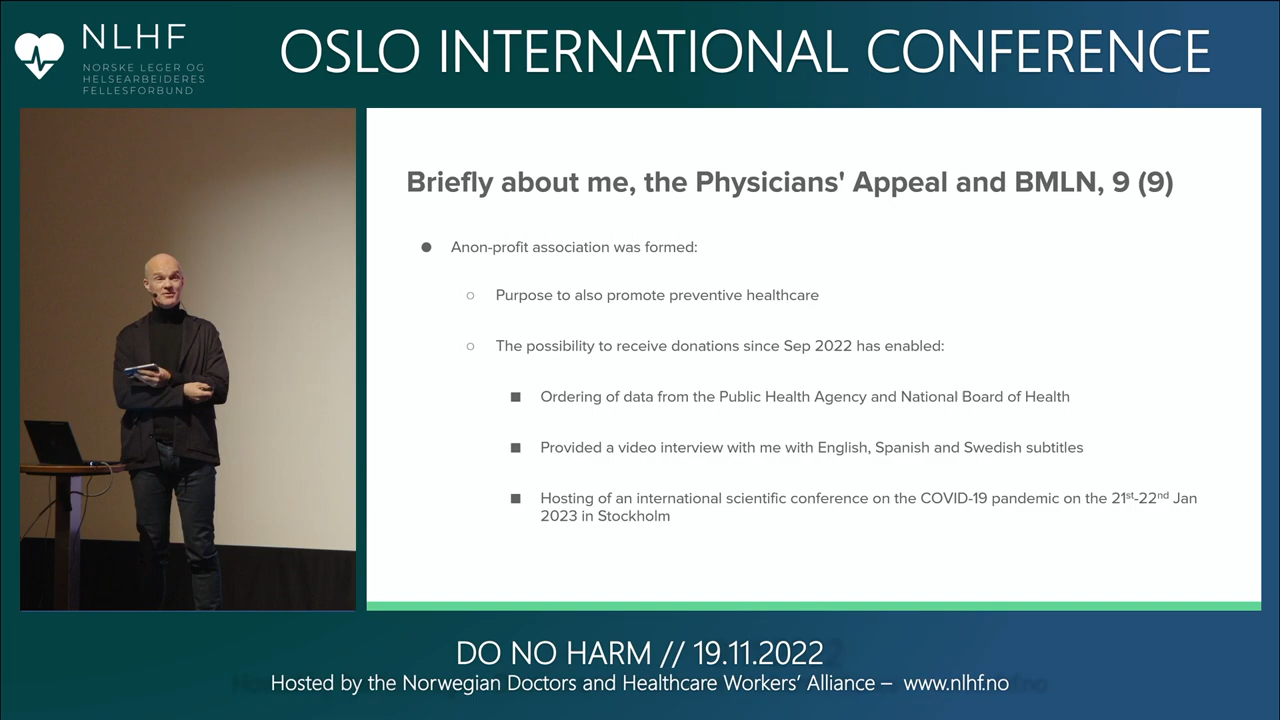 NLHF
NORSKE LEGER OG
HELSEARBEIDERES
FELLESFORBUND
OSLO INTERNATIONAL CONFERENCE
Briefly about me, the Physicians' Appeal and BMLN, 9 (9)
● Anon-profit association was formed:
○ Purpose to also promote preventive healthcare
○ The possibility to receive donations since Sep 2022 has enabled:
■ Ordering of data from the Public Health Agency and National Board of Health
■ Provided a video interview with me with English, Spanish and Swedish subtitles
■ Hosting of an international scientific conference on the COVID-19 pandemic on the 21st-22nd Jan
2023 in Stockholm
DO NO HARM // 19.11.2022
Hosted by the Norwegian Doctors and Healthcare Workers' Alliance – www.nlhf.no